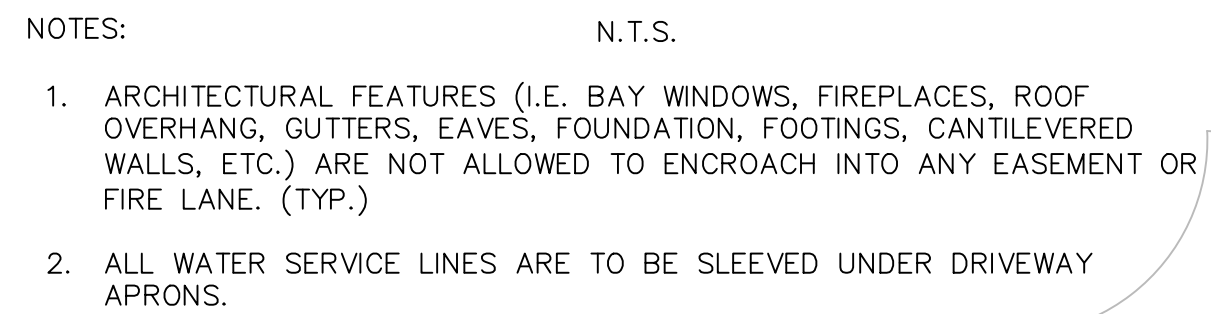 NOTES: N.T.S.
1. ARCHITECTURAL FEATURES (I.E. BAY WINDOWS, FIREPLACES, ROOF
OVERHANG, GUTTERS, EAVES, FOUNDATION, FOOTINGS, CANTILEVERED
WALLS, ETC.) ARE NOT ALLOWED TO ENCROACH INTO ANY EASEMENT OR
FIRE LANE. (TYP.)
2. ALL WATER SERVICE LINES ARE TO BE SLEEVED UNDER DRIVEWAY
APRONS.